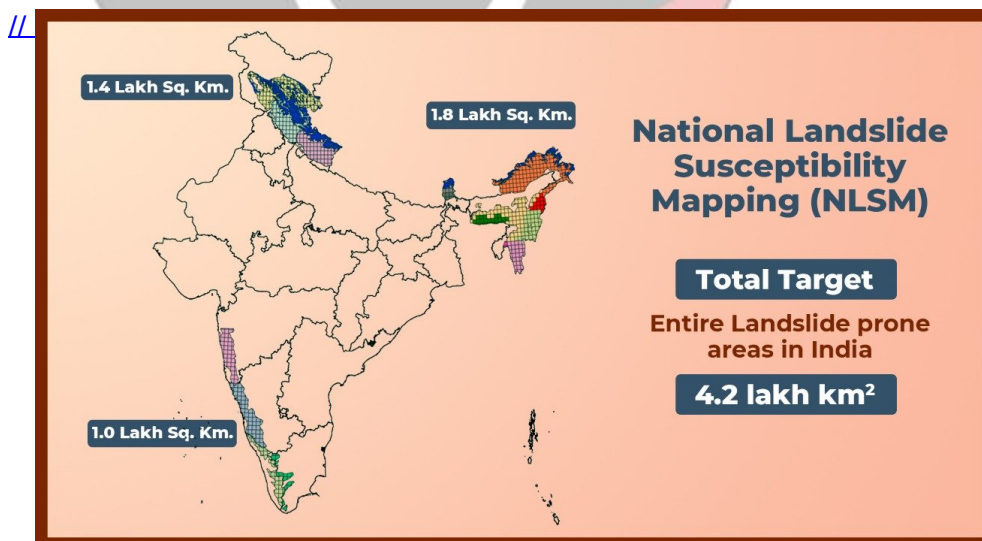 //
1.4 Lakh Sq. Km.
1.8 Lakh Sq. Km.
National Landslide
Susceptibility
Mapping (NLSM)
Total Target
Entire Landslide prone
areas in India
4.2 lakh km²
1.0 Lakh Sq. Km.